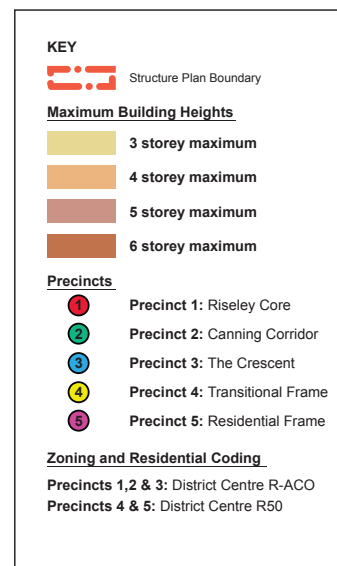 KEY
Structure Plan Boundary
Maximum Building Heights
3 storey maximum
4 storey maximum
5 storey maximum
6 storey maximum
Precincts
1 Precinct 1: Riseley Core
2 Precinct 2: Canning Corridor
3 Precinct 3: The Crescent
4 Precinct 4: Transitional Frame
5 Precinct 5: Residential Frame
Zoning and Residential Coding
Precincts 1,2 & 3: District Centre R-ACO
Precincts 4 & 5: District Centre R50